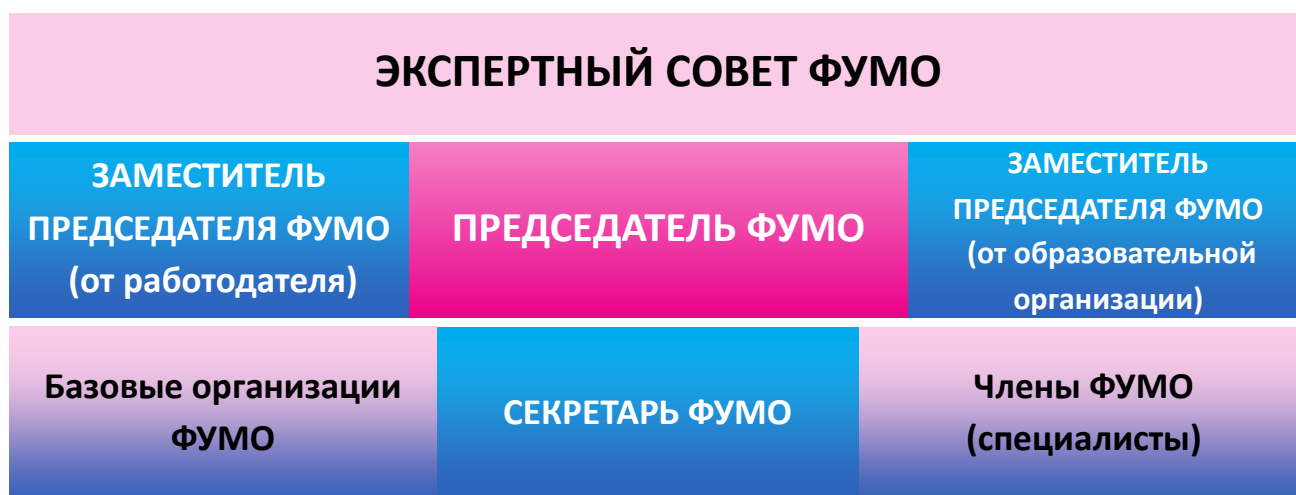 ЭКСПЕРТНЫЙ СОВЕТ ФУМО
ЗАМЕСТИТЕЛЬ
ПРЕДСЕДАТЕЛЯ ФУМО
(от работодателя)
ПРЕДСЕДАТЕЛЬ ФУМО
ЗАМЕСТИТЕЛЬ
ПРЕДСЕДАТЕЛЯ ФУМО
(от образовательной
организации)
Базовые организации
ФУМО
СЕКРЕТАРЬ ФУМО
Члены ФУМО
(специалисты)